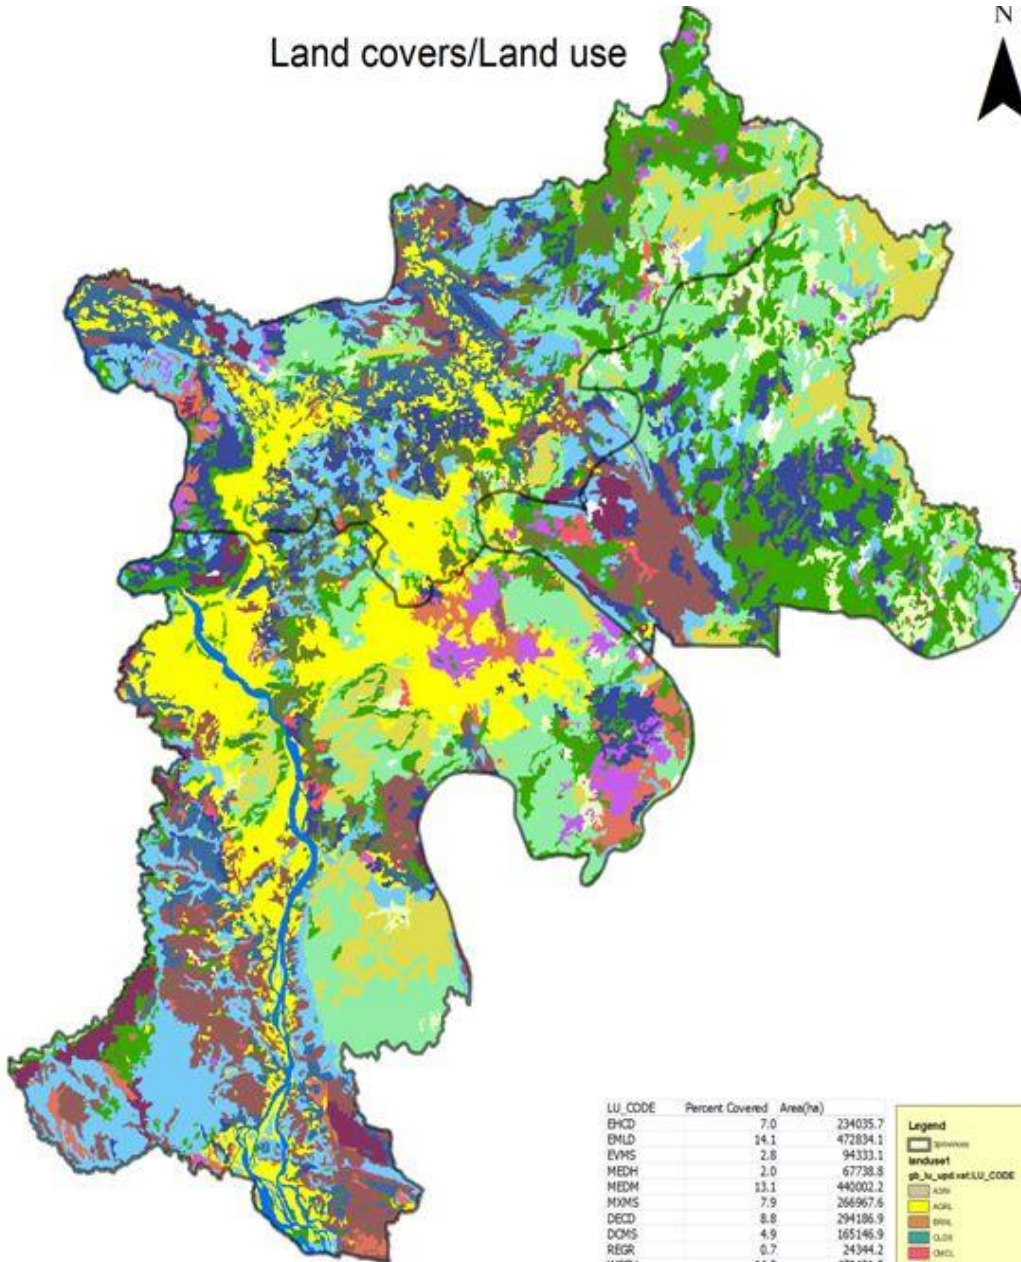 N
Land covers/Land use
LU_CODE Percent Covered Area(ha)
EHCD 7.0 234035.7
EMLD 14.1 472834.1
EVMS 2.8 94333.1
MEDH 2.0 67738.8
MEDM 13.1 440002.2
MXMS 7.9 266967.6
DECD 8.8 294186.9
DCMS 4.9 165146.9
REGR 0.7 24344.2
Legend
landuse1
AGRL